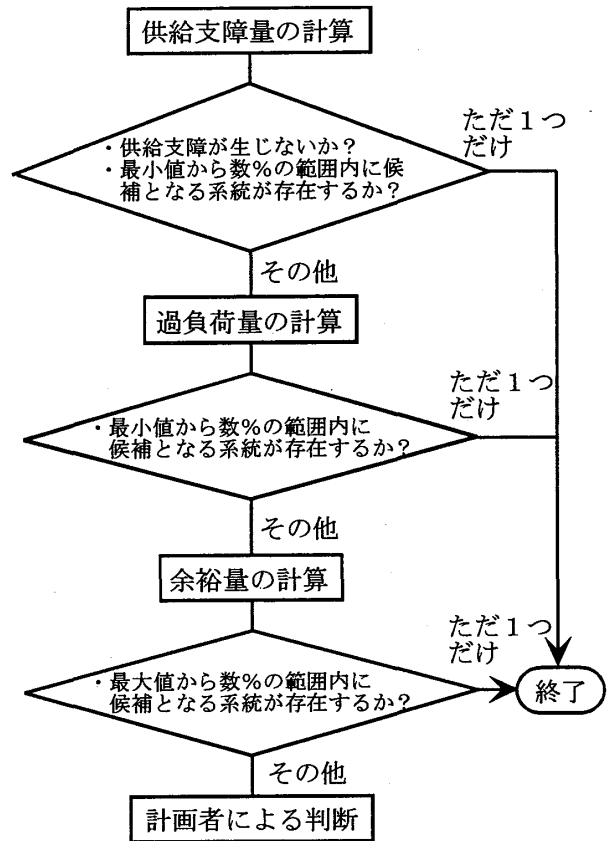 供給支障量の計算
・供給支障が生じないか？
・最小値から数%の範囲内に候
補となる系統が存在するか？
ただ１つ
だけ
その他
過負荷量の計算
・最小値から数%の範囲内に
候補となる系統が存在するか？
ただ１つ
だけ
その他
余裕量の計算
・最大値から数%の範囲内に
候補となる系統が存在するか？
ただ１つ
だけ
終了
その他
計画者による判断